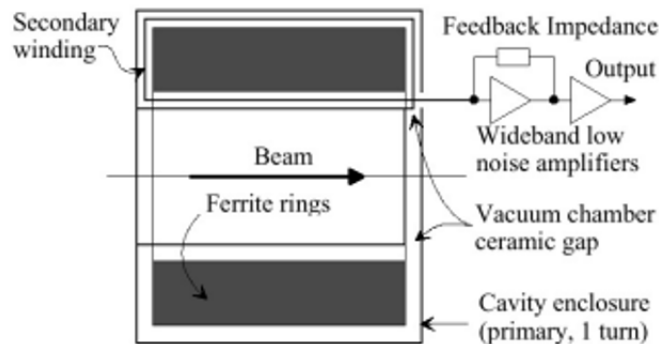 Secondary
winding
Feedback Impedance
Output
Wideband low
noise amplifiers
Beam
Ferrite rings
Vacuum chamber
ceramic gap
Cavity enclosure
(primary, 1 turn)